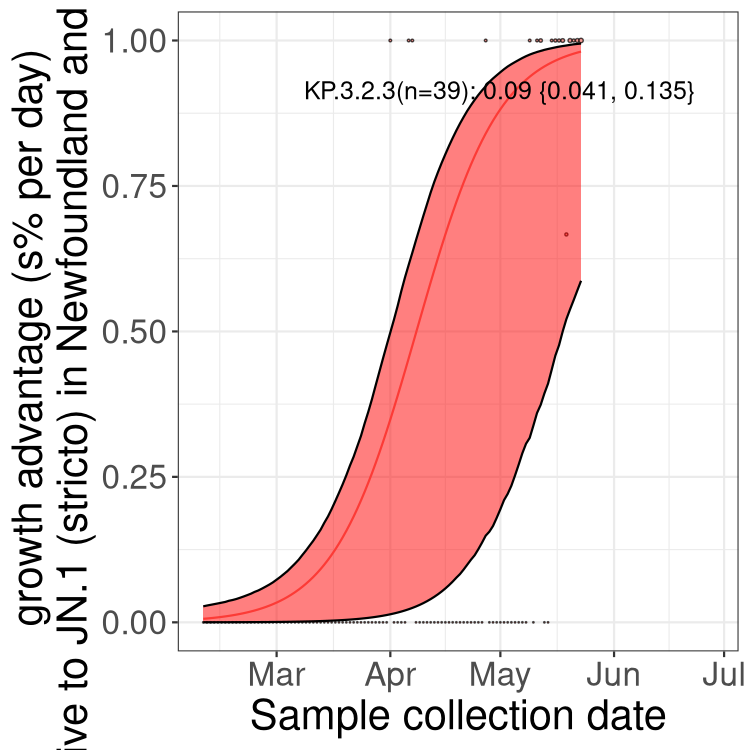 growth advantage (s% per day)
ive to JN.1 (stricto) in Newfoundland and
1.00
0.75
0.50
0.25
0.00
KP.3.2.3(n=39): 0.09 {0.041, 0.135}
Mar Apr May Jun Jul
Sample collection date